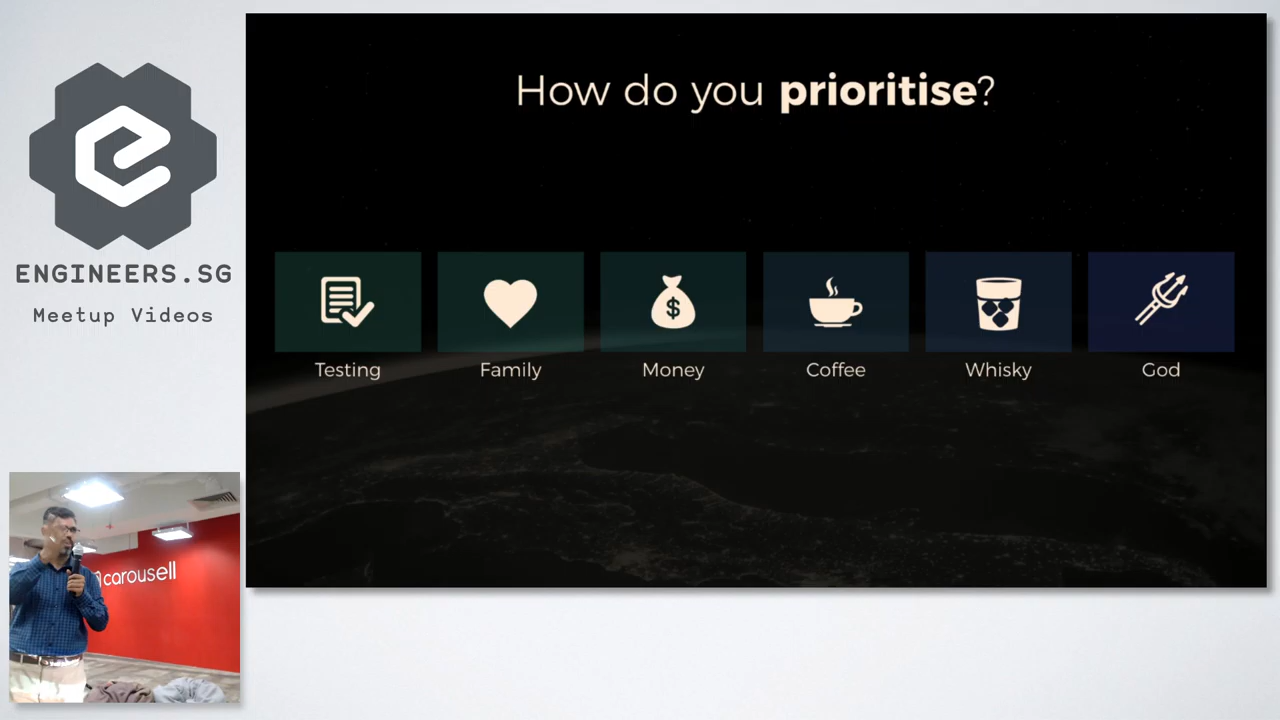 ENGINEERS.SG
Meetup Videos
How do you prioritise?
Testing
Family
Money
Coffee
Whisky
God
carousell